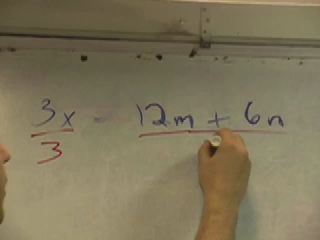 3x = 12m + 6n
3